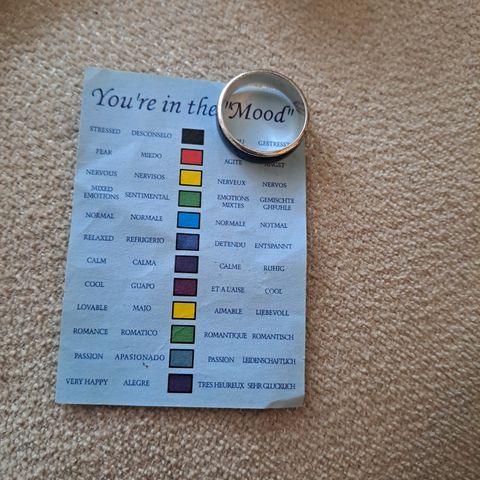 You're in the "Mood"
STRESSED DESCONSELO GESTRESST
FEAR MIEDO AGITE ANGST
NERVOUS NERVISOS NERVEUX NERVOS
MIXED EMOTIONS SENTIMENTAL EMOTIONS MIXTES GEMISCHTE GHFUHLE
NORMAL NORMALE NORMALE NOTMAL
RELAXED REFRIGERIO DETENDU ENTSPANNT
CALM CALMA CALME RUHIG
COOL GUAPO ET A L'AISE COOL
LOVABLE MAJO AIMABLE LIEBEVOLL
ROMANCE ROMATICO ROMANTIQUE ROMANTISCH
PASSION APASIONADO PASSION LEIDENSCHAFTLICH
VERY HAPPY ALEGRE TRES HEUREUX SEHR GLUCKLICH